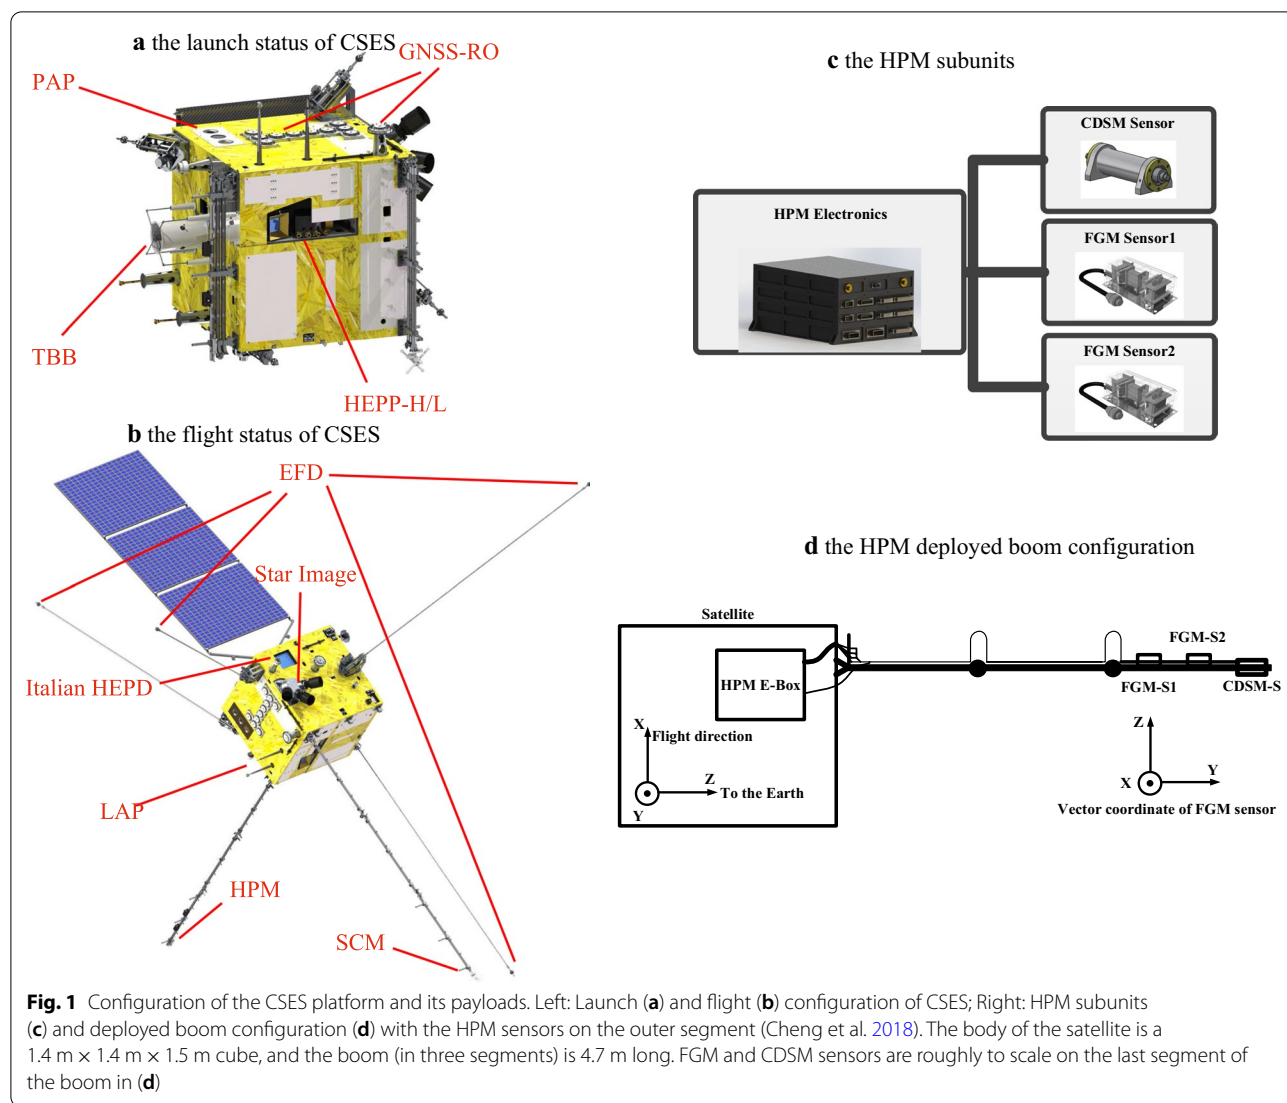 a the launch status of CSES
GNSS-RO
PAP
TBB
HEPP-H/L
b the flight status of CSES
EFD
Star Image
Italian HEPD
LAP
HPM
SCM
c the HPM subunits
HPM Electronics
CDSM Sensor
FGM Sensor1
FGM Sensor2
d the HPM deployed boom configuration
Satellite
HPM E-Box
X
Flight direction
Z
To the Earth
Y
FGM-S2
FGM-S1
CDSM-S
Z
X
Y
Vector coordinate of FGM sensor
Fig. 1 Configuration of the CSES platform and its payloads. Left: Launch (a) and flight (b) configuration of CSES; Right: HPM subunits
(c) and deployed boom configuration (d) with the HPM sensors on the outer segment (Cheng et al. 2018). The body of the satellite is a
1.4 m × 1.4 m × 1.5 m cube, and the boom (in three segments) is 4.7 m long. FGM and CDSM sensors are roughly to scale on the last segment of
the boom in (d)